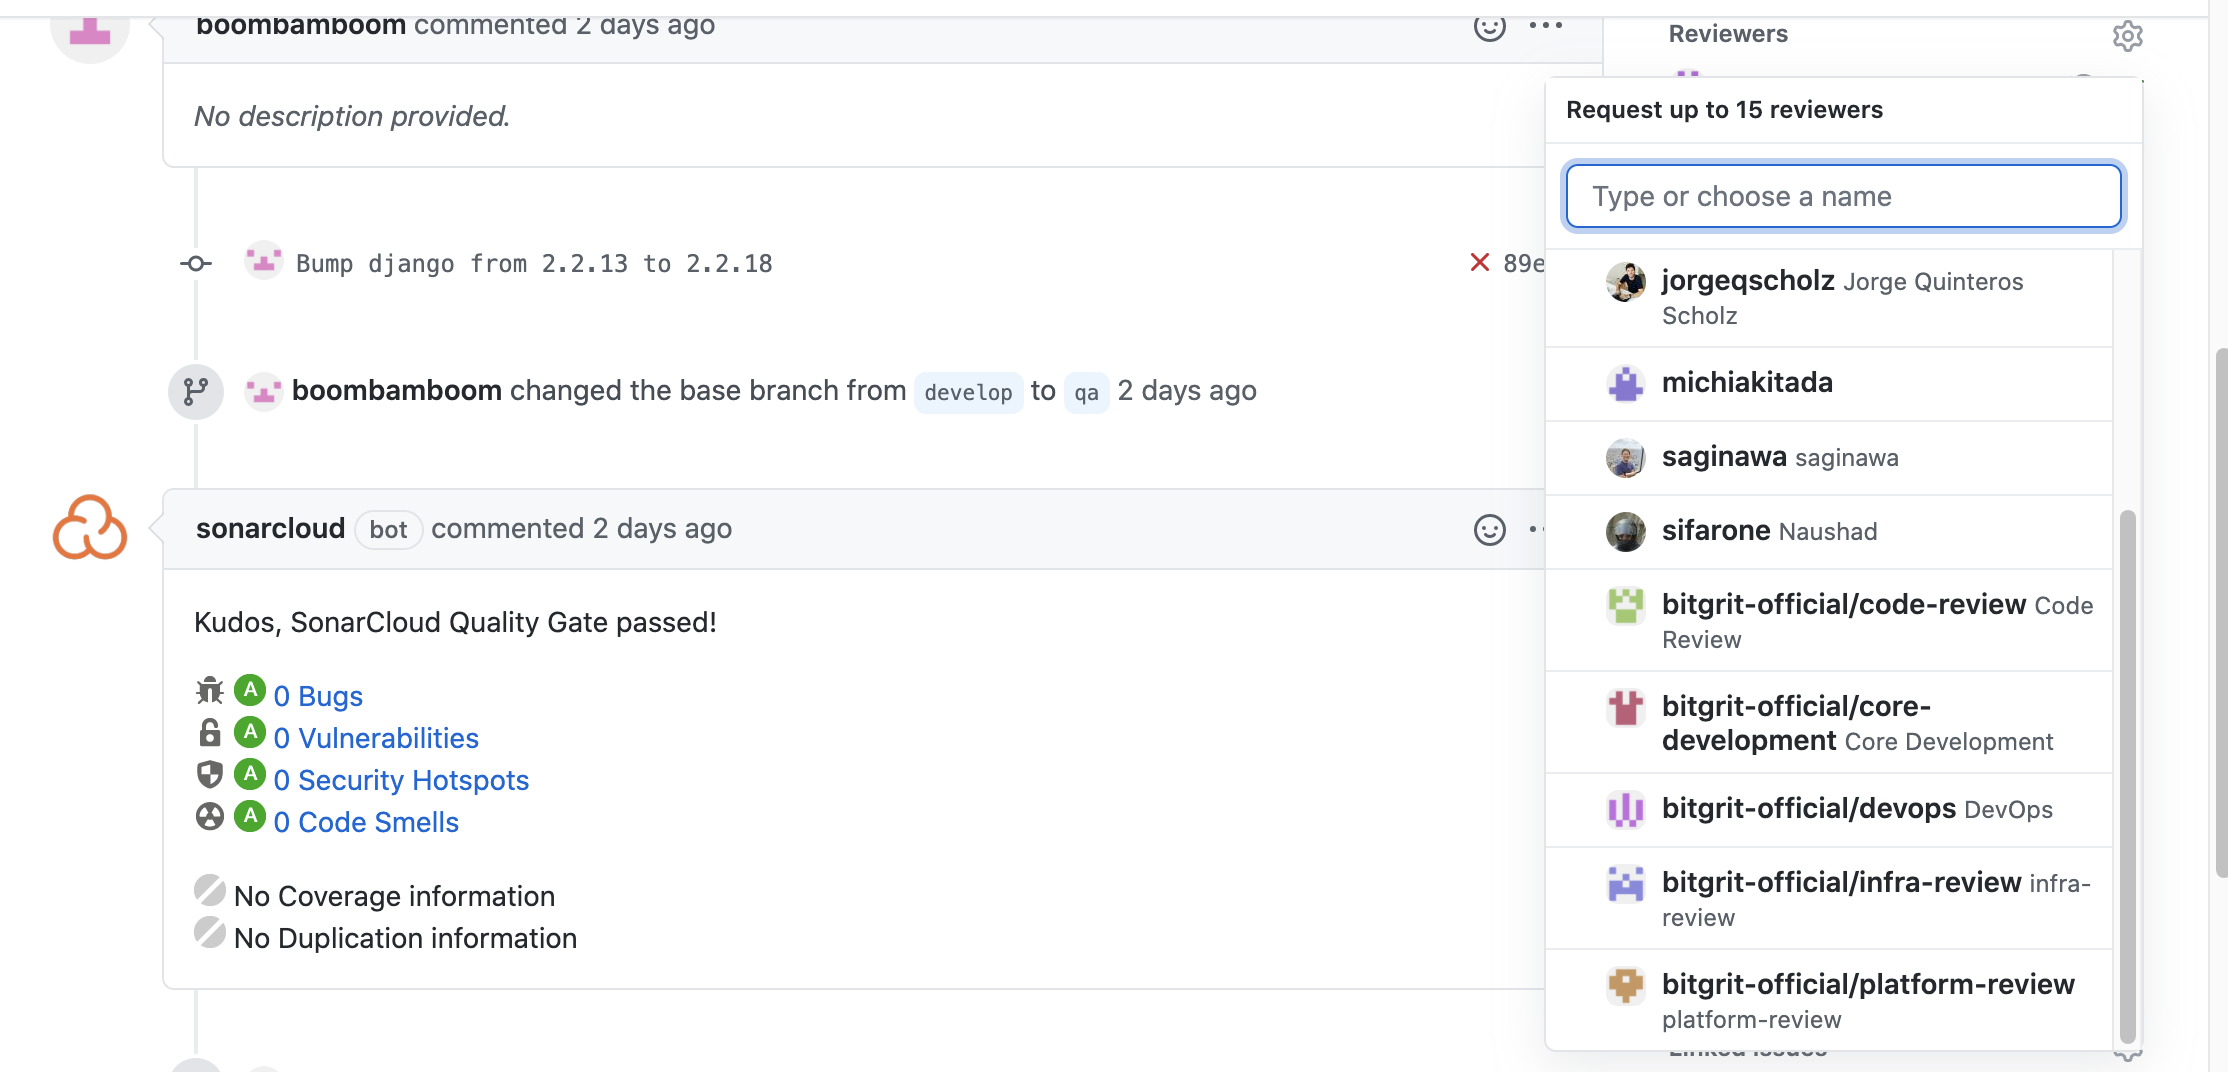 boombamboom commented 2 days ago
No description provided.
Bump django from 2.2.13 to 2.2.18
89e
boombamboom changed the base branch from develop to qa 2 days ago
sonarcloud bot commented 2 days ago
Kudos, SonarCloud Quality Gate passed!
A 0 Bugs
A 0 Vulnerabilities
A 0 Security Hotspots
A 0 Code Smells
No Coverage information
No Duplication information
Reviewers
Request up to 15 reviewers
Type or choose a name
jorgeqscholz Jorge Quinteros
Scholz
michiakitada
saginawa saginawa
sifarone Naushad
bitgrit-official/code-review Code
Review
bitgrit-official/core-
development Core Development
bitgrit-official/devops DevOps
bitgrit-official/infra-review infra-
review
bitgrit-official/platform-review
platform-review
Linked issues